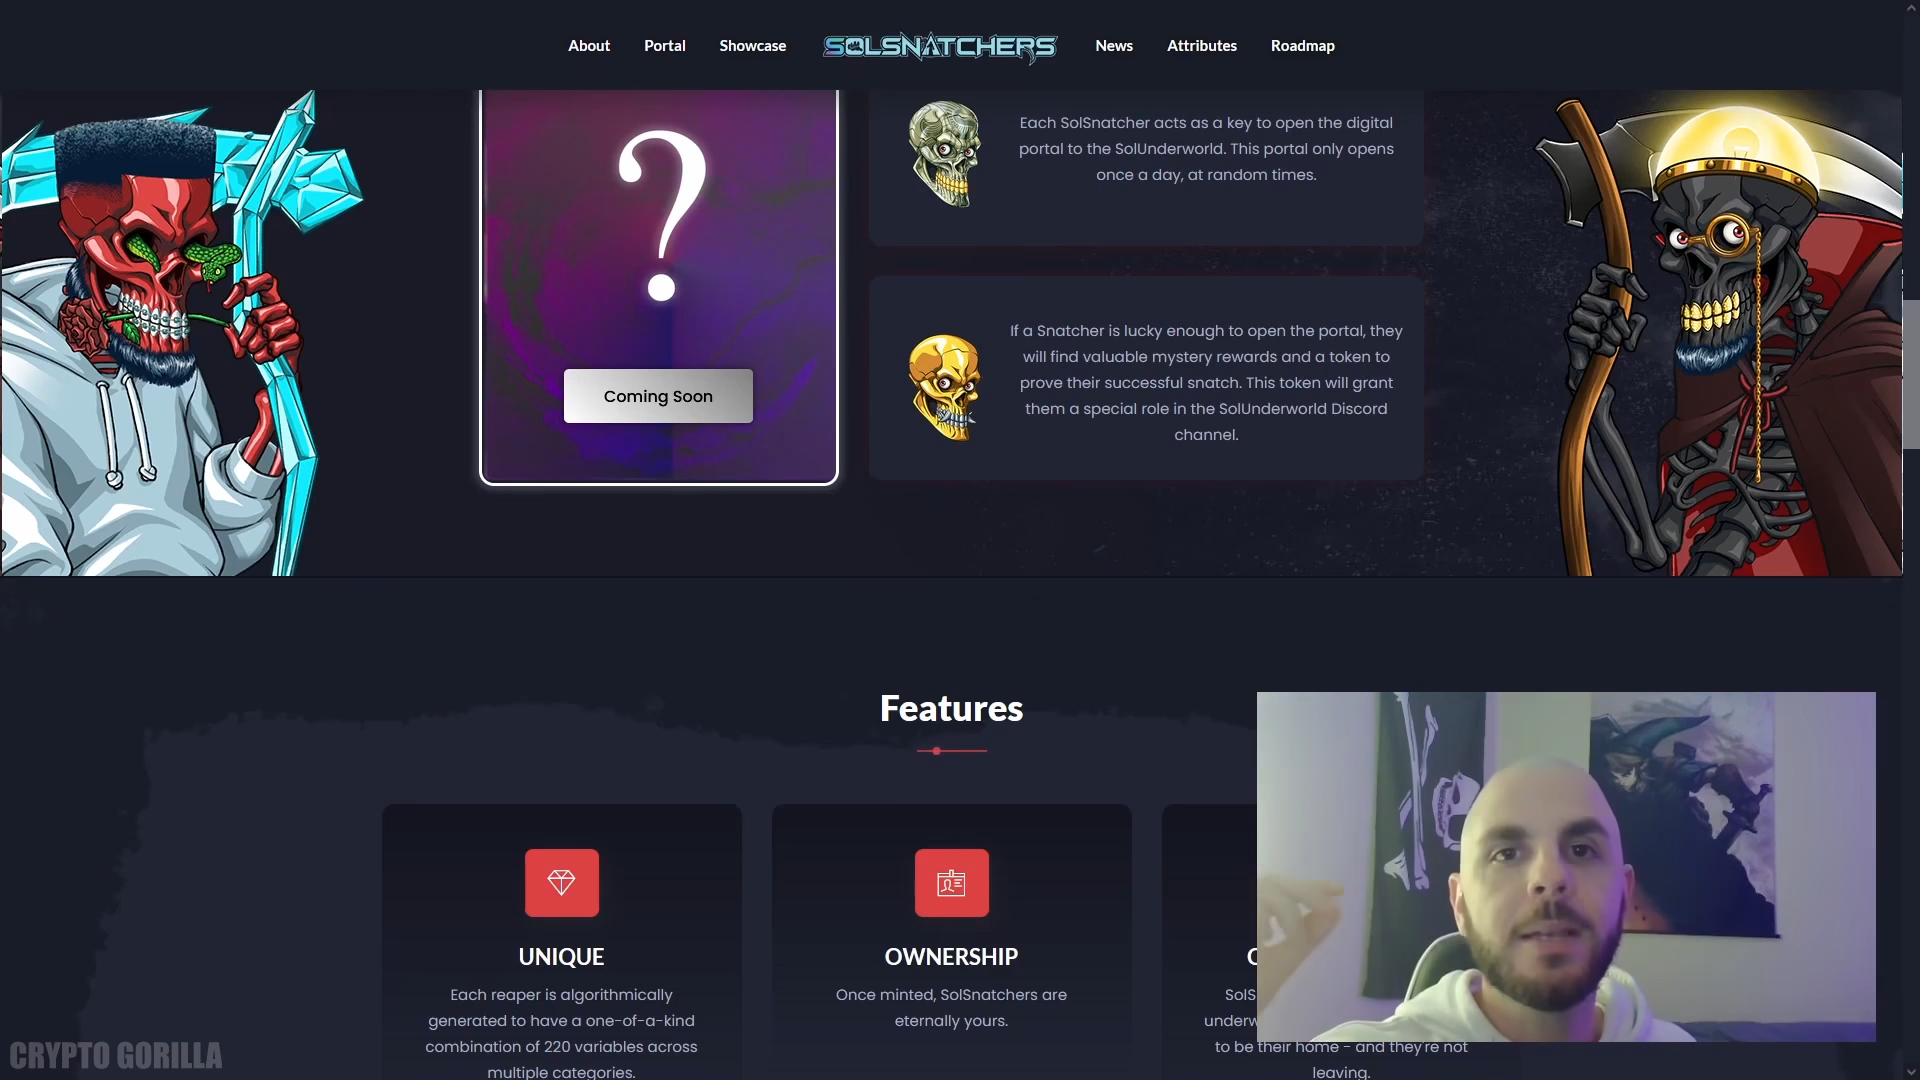 About
Portal
Showcase
SOLSNATCHERS
News
Attributes
Roadmap
?
Coming Soon
Each SolSnatcher acts as a key to open the digital
portal to the SolUnderworld. This portal only opens
once a day, at random times.
If a Snatcher is lucky enough to open the portal, they
will find valuable mystery rewards and a token to
prove their successful snatch. This token will grant
them a special role in the SolUnderworld Discord
channel.
Features
UNIQUE
Each reaper is algorithmically
generated to have a one-of-a-kind
combination of 220 variables across
multiple categories.
OWNERSHIP
Once minted, SolSnatchers are
eternally yours.
to be their home - and they're not
leaving.
CRYPTO GORILLA